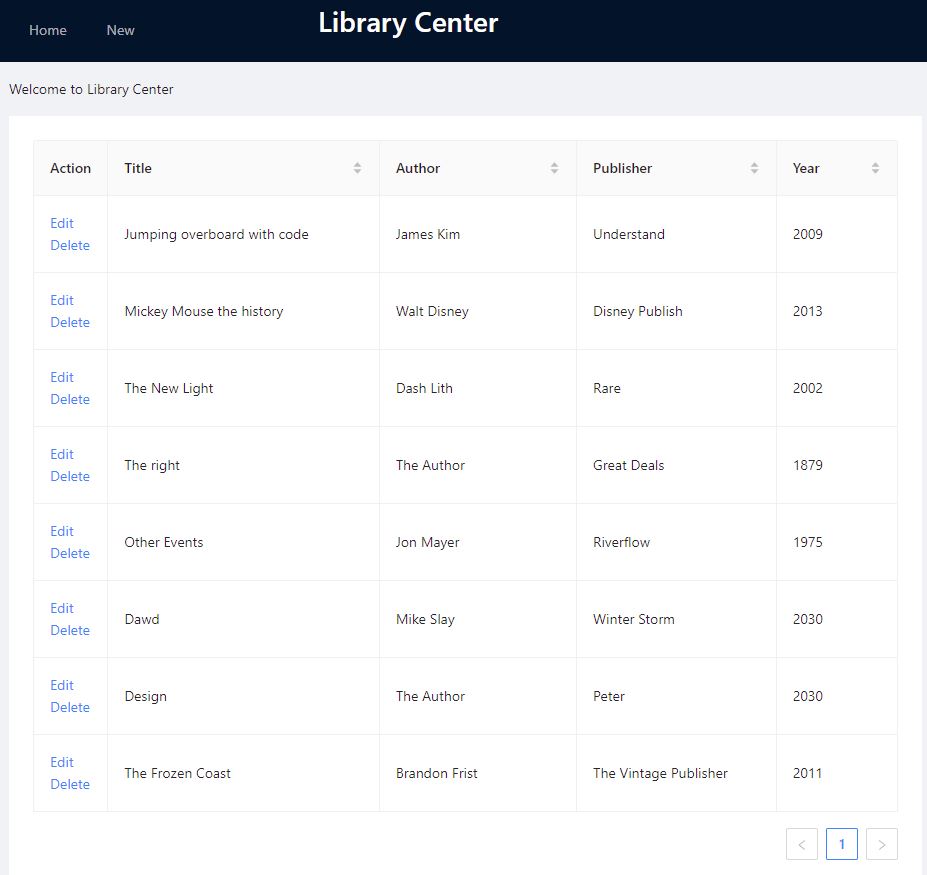 Home New Library Center
Welcome to Library Center
Action Title Author Publisher Year
Edit
Delete
Jumping overboard with code James Kim Understand 2009
Edit
Delete
Mickey Mouse the history Walt Disney Disney Publish 2013
Edit
Delete
The New Light Dash Lith Rare 2002
Edit
Delete
The right The Author Great Deals 1879
Edit
Delete
Other Events Jon Mayer Riverflow 1975
Edit
Delete
Dawd Mike Slay Winter Storm 2030
Edit
Delete
Design The Author Peter 2030
Edit
Delete
The Frozen Coast Brandon Frist The Vintage Publisher 2011
< 1 >